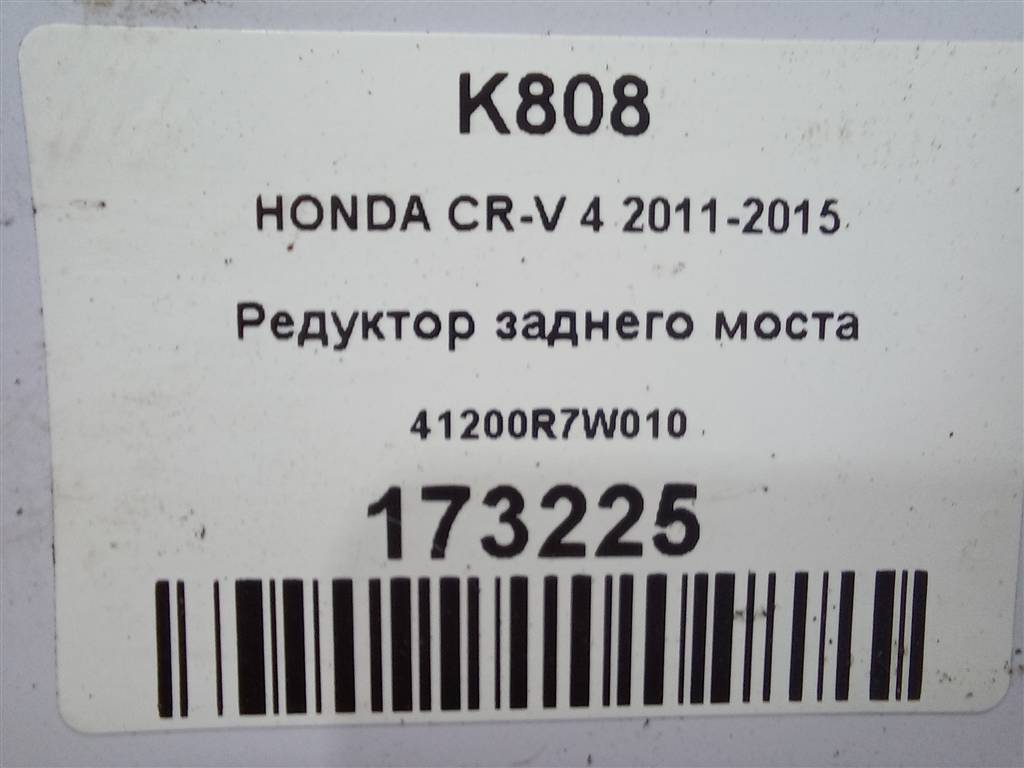 K808
HONDA CR-V 4 2011-2015
Редуктор заднего моста
41200R7W010
173225